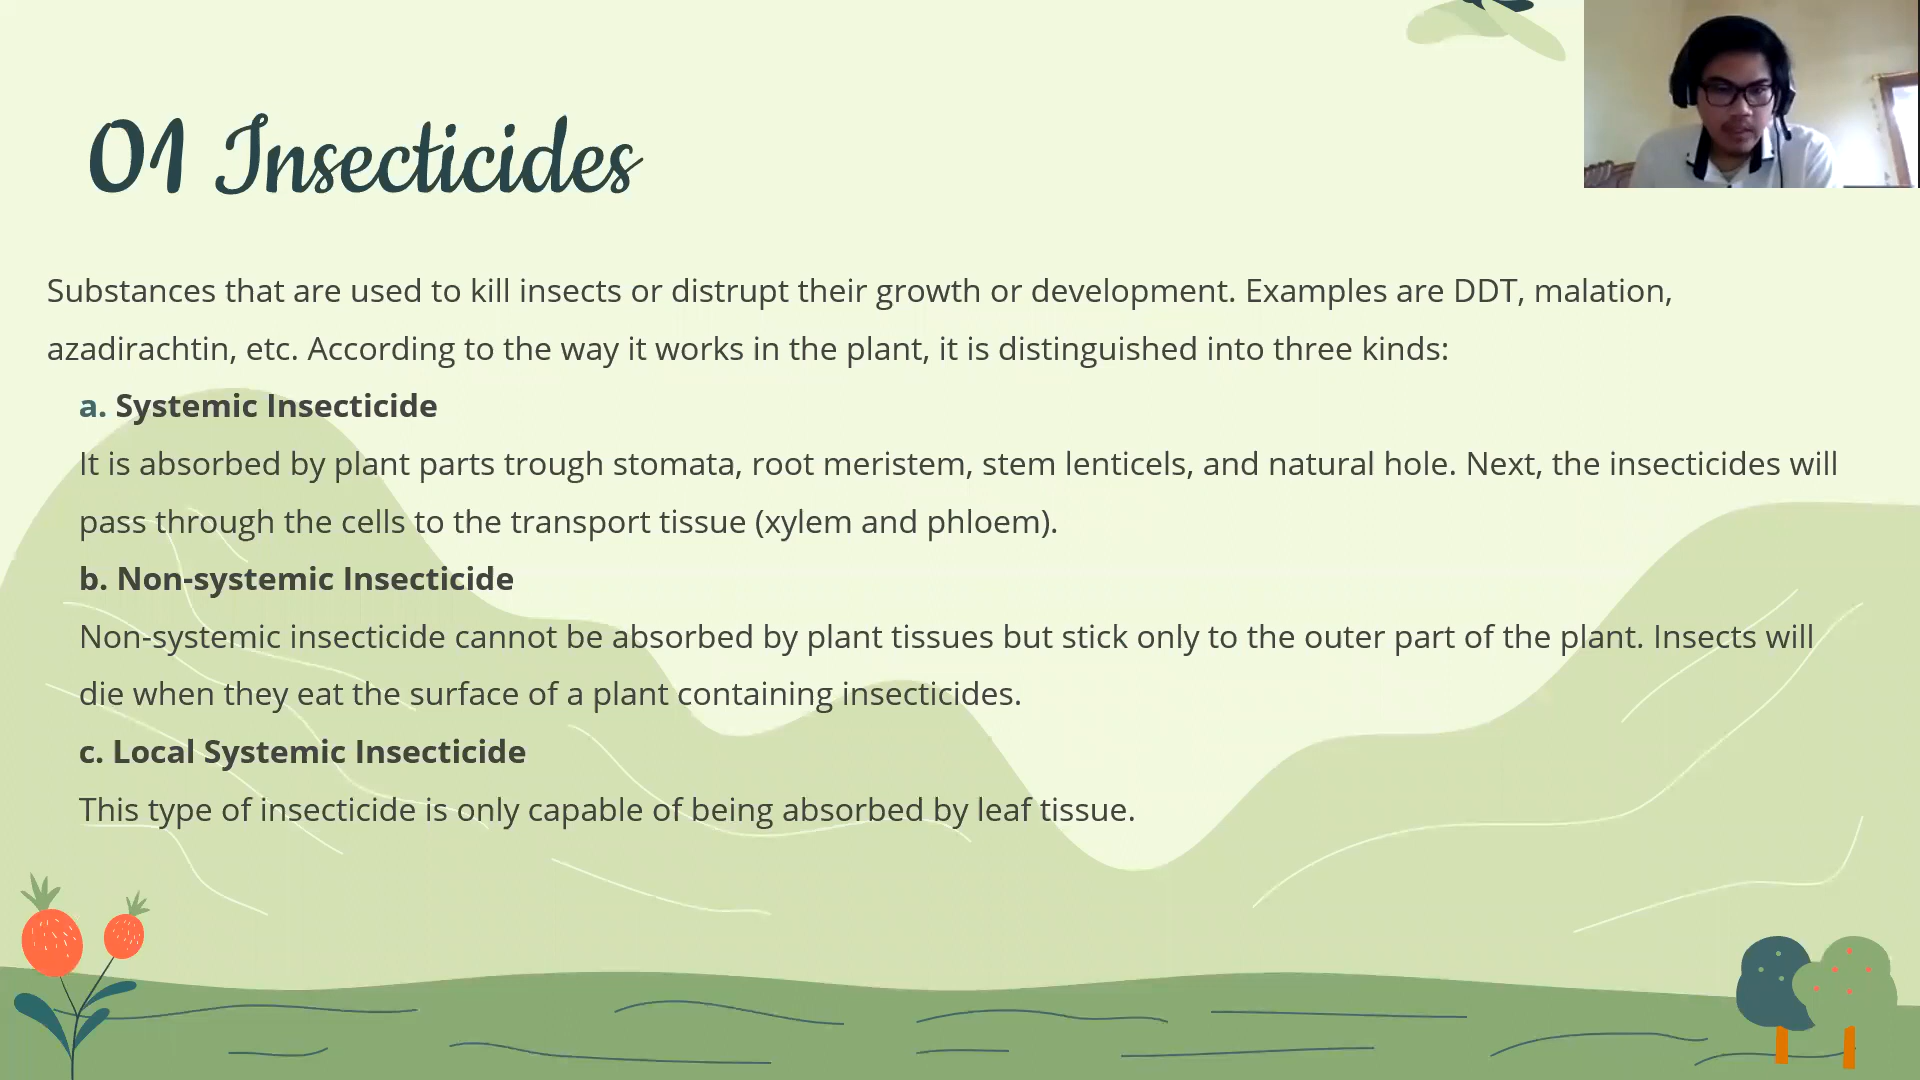 01 Insecticides
Substances that are used to kill insects or distrupt their growth or development. Examples are DDT, malation,
azadirachtin, etc. According to the way it works in the plant, it is distinguished into three kinds:
a. Systemic Insecticide
It is absorbed by plant parts trough stomata, root meristem, stem lenticels, and natural hole. Next, the insecticides will
pass through the cells to the transport tissue (xylem and phloem).
b. Non-systemic Insecticide
Non-systemic insecticide cannot be absorbed by plant tissues but stick only to the outer part of the plant. Insects will
die when they eat the surface of a plant containing insecticides.
c. Local Systemic Insecticide
This type of insecticide is only capable of being absorbed by leaf tissue.